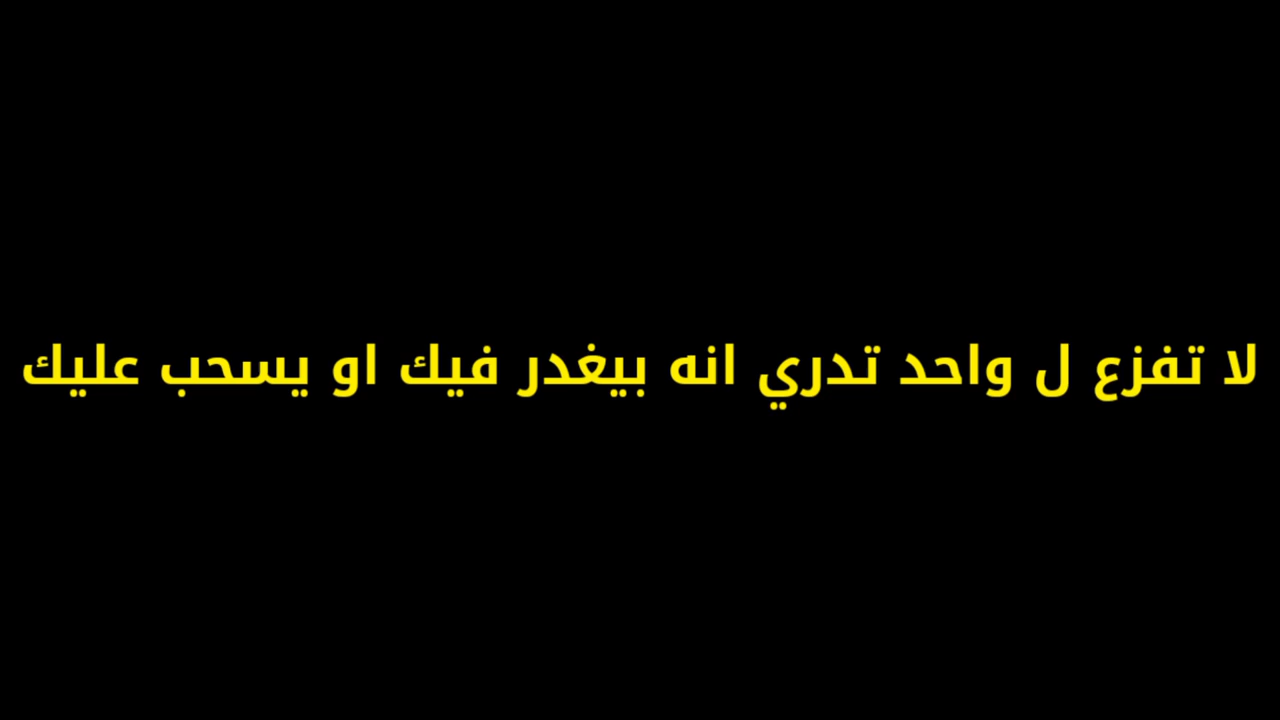 لا تفزع ل واحد تدري انه بيغدر فيك او يسحب عليك